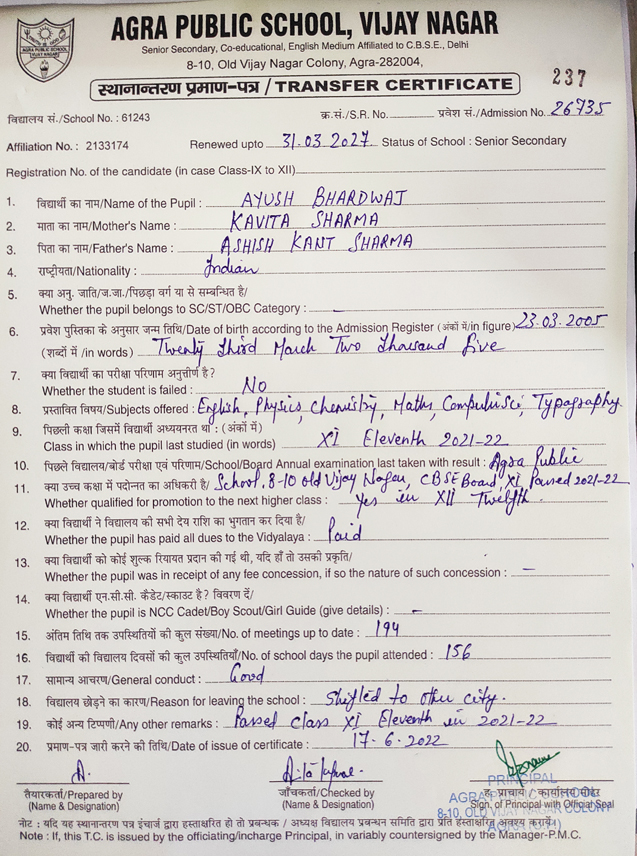 AGRA PUBLIC SCHOOL, VIJAY NAGAR
Senior Secondary, Co-educational, English Medium Affiliated to C.B.S.E., Delhi
8-10, Old Vijay Nagar Colony, Agra-282004,
स्थानान्तरण प्रमाण-पत्र / TRANSFER CERTIFICATE 237
विद्यालय सं./School No. : 61243 क्र.सं./S.R. No. प्रवेश सं./Admission No. 26735
Affiliation No. : 2133174 Renewed upto 31.03.2027 Status of School : Senior Secondary
Registration No. of the candidate (in case Class-IX to XII)
1. विद्यार्थी का नाम/Name of the Pupil : AYUSH BHARDWAJ
2. माता का नाम/Mother's Name : KAVITA SHARMA
3. पिता का नाम/Father's Name : ASHISH KANT SHARMA
4. राष्ट्रीयता/Nationality : Indian
5. क्या अनु. जाति/ज.जा./पिछड़ा वर्ग या से सम्बन्धित है/
Whether the pupil belongs to SC/ST/OBC Category : –
6. प्रवेश पुस्तिका के अनुसार जन्म तिथि/Date of birth according to the Admission Register (अंकों में/in figure) 23.03.2005
(शब्दों में /in words) Twenty Third March Two Thousand five
7. क्या विद्यार्थी का परीक्षा परिणाम अनुत्तीर्ण है?
Whether the student is failed : No
8. प्रस्तावित विषय/Subjects offered : English, Physics, Chemistry, Maths, Typography
9. पिछली कक्षा जिसमें विद्यार्थी अध्ययनरत था : (अंकों में)
Class in which the pupil last studied (in words) XI Eleventh 2021-22
10. पिछले विद्यालय/बोर्ड परीक्षा एवं परिणाम/School/Board Annual examination last taken with result : Agra Public
11. क्या उच्च कक्षा में पदोन्नत का अधिकारी है/ School, 8-10 old Vijay Nagar, CBSE Board, XI, Passed 2021-22
Whether qualified for promotion to the next higher class : Yes in XII Twelfth.
12. क्या विद्यार्थी ने विद्यालय की सभी देय राशि का भुगतान कर दिया है/
Whether the pupil has paid all dues to the Vidyalaya : Paid
13. क्या विद्यार्थी को कोई शुल्क रियायत प्रदान की गई थी, यदि हाँ तो उसकी प्रकृति/
Whether the pupil was in receipt of any fee concession, if so the nature of such concession : –
14. क्या विद्यार्थी एन.सी.सी. कैडेट/स्काउट है? विवरण दें/
Whether the pupil is NCC Cadet/Boy Scout/Girl Guide (give details) : –
15. अंतिम तिथि तक उपस्थितियों की कुल संख्या/No. of meetings up to date : 194
16. विद्यार्थी की विद्यालय दिवसों की कुल उपस्थितियाँ/No. of school days the pupil attended : 156
17. सामान्य आचरण/General conduct : Good
18. विद्यालय छोड़ने का कारण/Reason for leaving the school : Shifted to other city.
19. कोई अन्य टिप्पणी/Any other remarks : Passed class XI Eleventh in 2021-22
20. प्रमाण-पत्र जारी करने की तिथि/Date of issue of certificate : 17-6-2022
तैयारकर्ता/Prepared by जाँचकर्ता/Checked by ह. प्राचार्य
(Name & Designation) (Name & Designation) Sign. of Principal with Official Seal
PRINCIPAL
8-10, OLD VIJAY NAGAR COLONY
नोट : यदि यह स्थानान्तरण पत्र इंचार्ज द्वारा हस्ताक्षरित हो तो प्रबन्धक / अध्यक्ष विद्यालय प्रबन्धन समिति द्वारा प्रति हस्ताक्षरित अवश्य करायें।
Note : If, this T.C. is issued by the officiating/incharge Principal, in variably countersigned by the Manager-P.M.C.